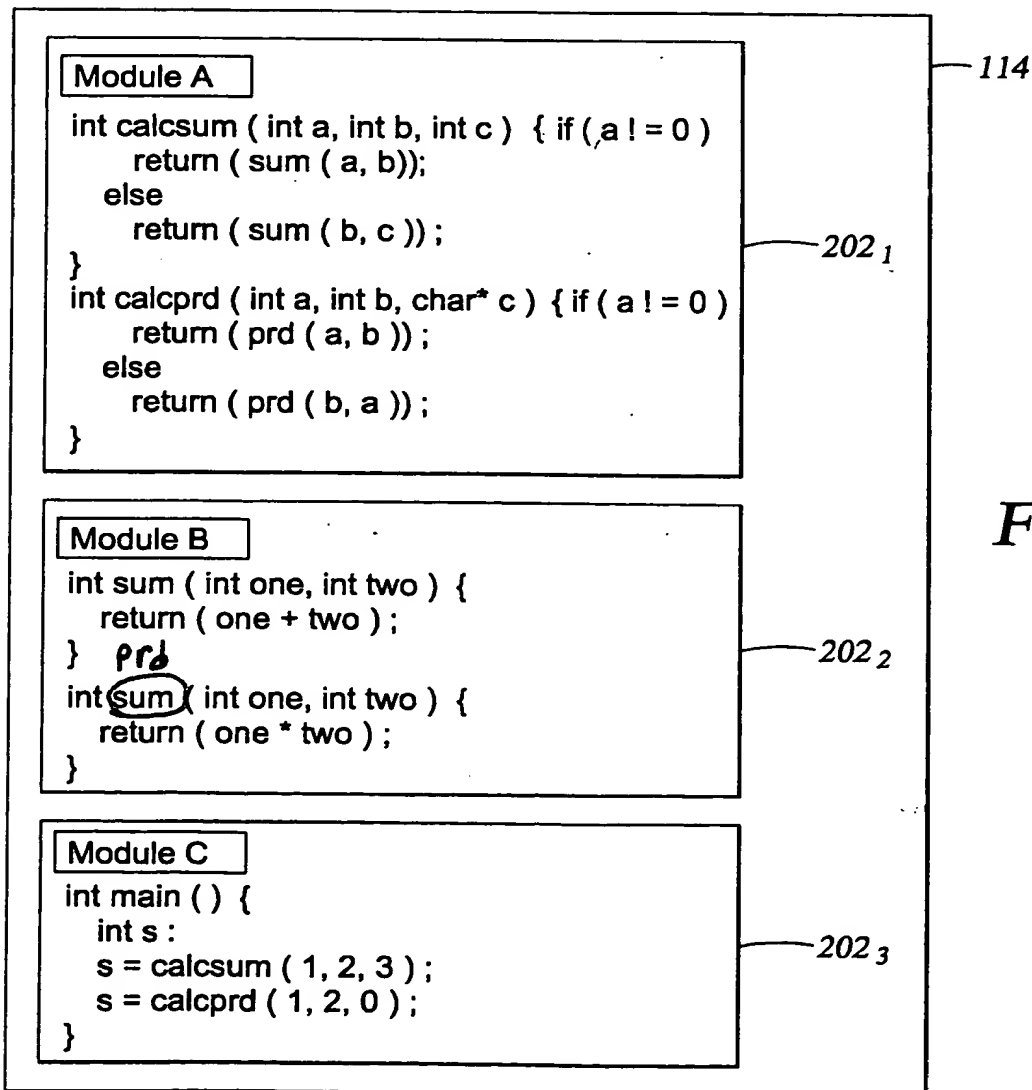 114
Module A
int calcsum ( int a, int b, int c ) { if ( a ! = 0 )
return ( sum ( a, b));
else
return ( sum ( b, c )) ;
}
202 1
int calcprd ( int a, int b, char* c ) { if ( a ! = 0 )
return ( prd ( a, b )) ;
else
return ( prd ( b, a )) ;
}
Module B
int sum ( int one, int two ) {
return ( one + two ) ;
} prd
202 2
int sum ( int one, int two ) {
return ( one * two ) ;
}
F
Module C
int main ( ) {
int s :
s = calcsum ( 1, 2, 3 ) ;
s = calcprd ( 1, 2, 0 ) ;
}
202 3